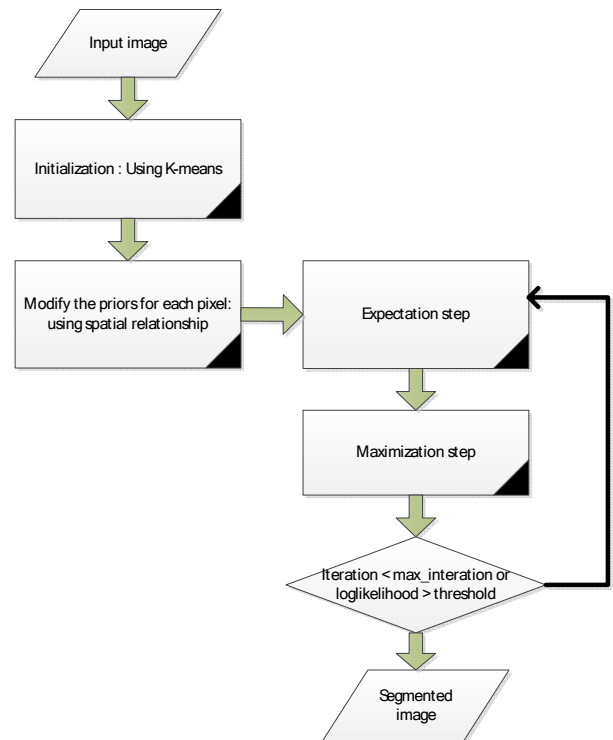 Input image
Initialization : Using K-means
Modify the priors for each pixel:
using spatial relationship
Expectation step
Maximization step
Iteration < max_interation or
loglikelihood > threshold
Segmented
image